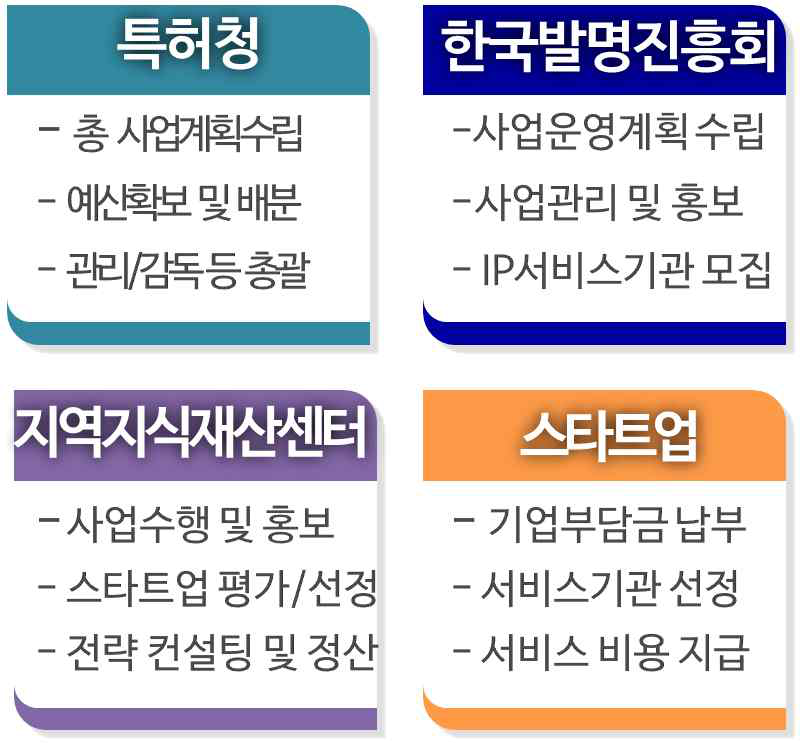 특허청
- 총 사업계획수립
- 예산확보 및 배분
- 관리/감독 등 총괄
한국발명진흥회
-사업운영계획 수립
-사업관리 및 홍보
- IP서비스기관 모집
지역지식재산센터
- 사업수행 및 홍보
- 스타트업 평가/선정
- 전략 컨설팅 및 정산
스타트업
- 기업부담금 납부
- 서비스기관 선정
- 서비스 비용 지급